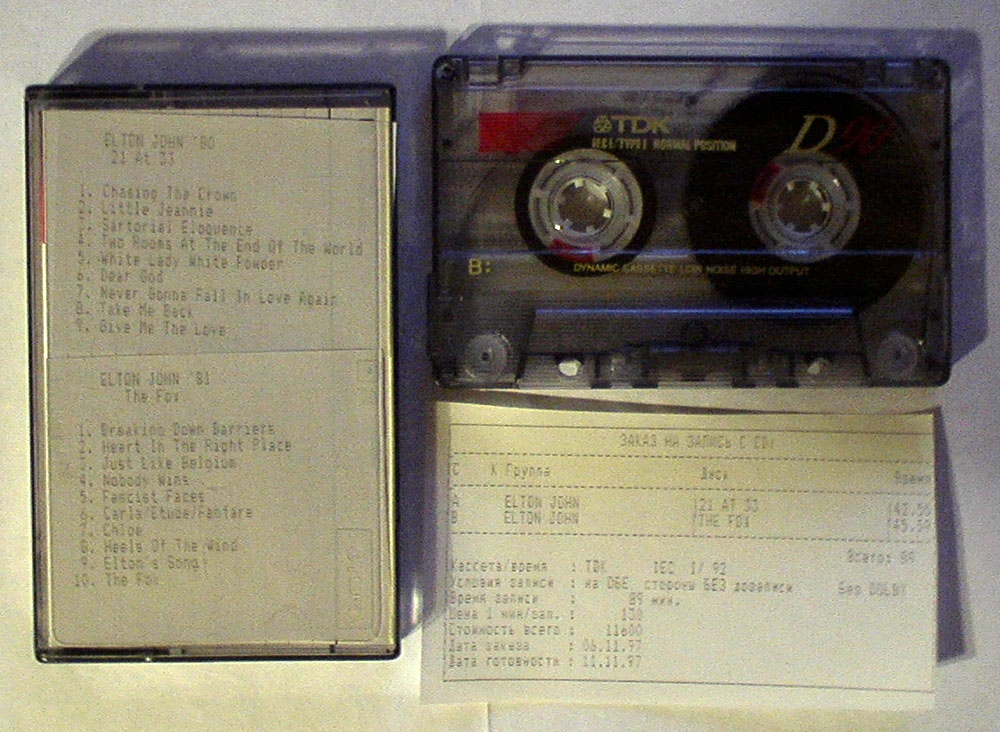 ELTON JOHN '80
21 At 33
1. Chasing The Crown
2. Little Jeannie
3. Sartorial Eloquence
4. Two Rooms At The End Of The World
5. White Lady White Powder
6. Dear God
7. Never Gonna Fall In Love Again
8. Take Me Back
9. Give Me The Love
ELTON JOHN '81
The Fox
1. Breaking Down Barriers
2. Heart In The Right Place
3. Just Like Belgium
4. Nobody Wins
5. Fascist Faces
6. Carla/Etude/Fanfare
7. Chloe
8. Heels Of The Wind
9. Elton's Song
10. The Fox
TDK
D 90
IECI/TYPEI NORMAL POSITION
B:
DYNAMIC CASSETTE LOW NOISE HIGH OUTPUT
ЗАКАЗ НА ЗАПИСЬ С CD:
С К Группа Диск Время
A ELTON JOHN 21 AT 33
B ELTON JOHN THE FOX
Всего: 89
Кассета/время : TDK IEC 1/ 92
Условия записи : на ОБЕ стороны БЕЗ дозаписи без DOLBY
Время записи : 89 мин.
Цена 1 мин/зап. : 130
Стоимость всего : 11600
Дата заказа : 06.11.97
Дата готовности : 11.11.97